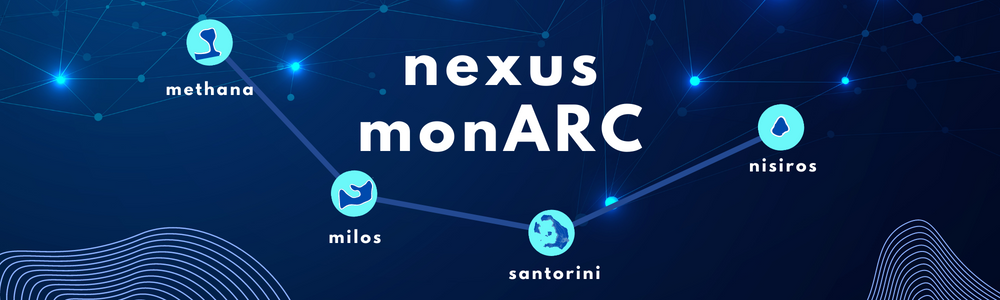 nexus
monARC
methana
milos
santorini
nisiros